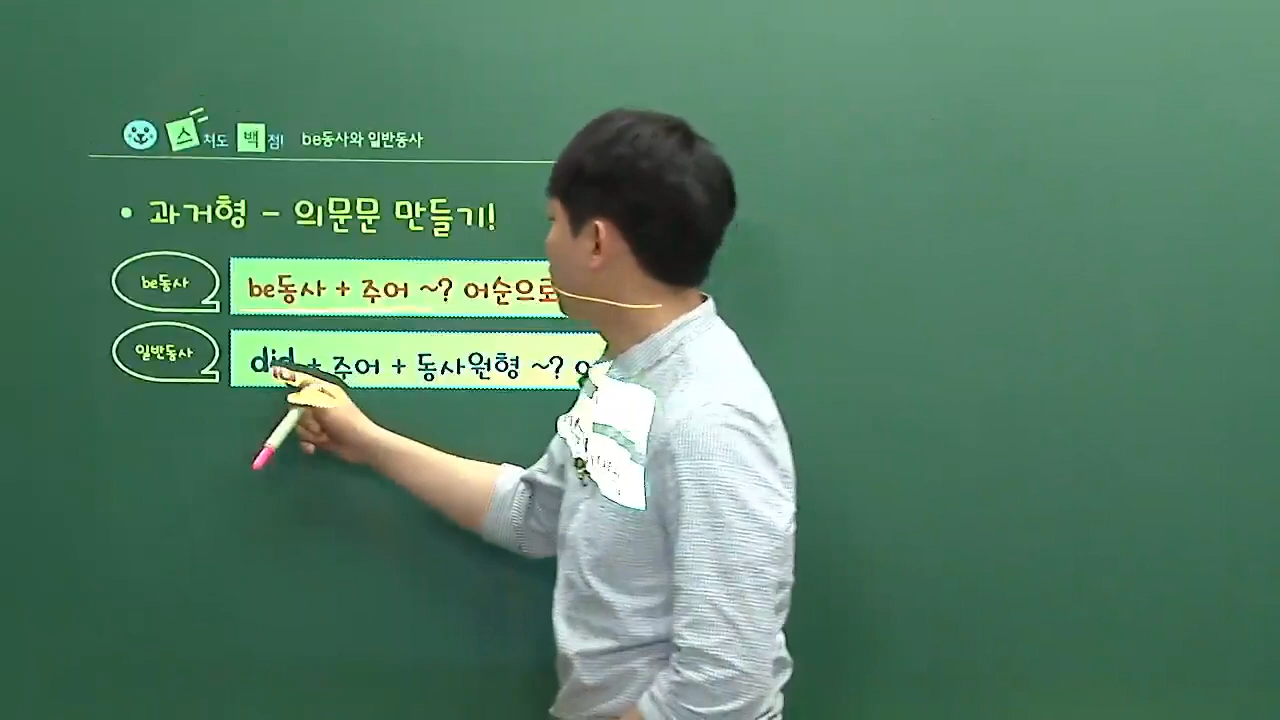 스쳐도 백점! be동사와 일반동사
• 과거형 - 의문문 만들기!
be동사 be동사 + 주어 ~? 어순으로
일반동사 did + 주어 + 동사원형 ~?